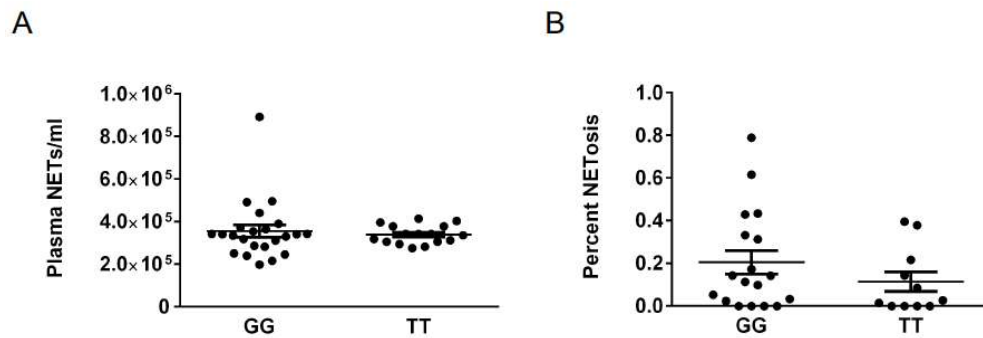 A
B
Plasma NETs/ml
1.0×10⁶
8.0×10⁵
6.0×10⁵
4.0×10⁵
2.0×10⁵
0
GG
TT
Percent NETosis
1.0
0.8
0.6
0.4
0.2
0.0
GG
TT